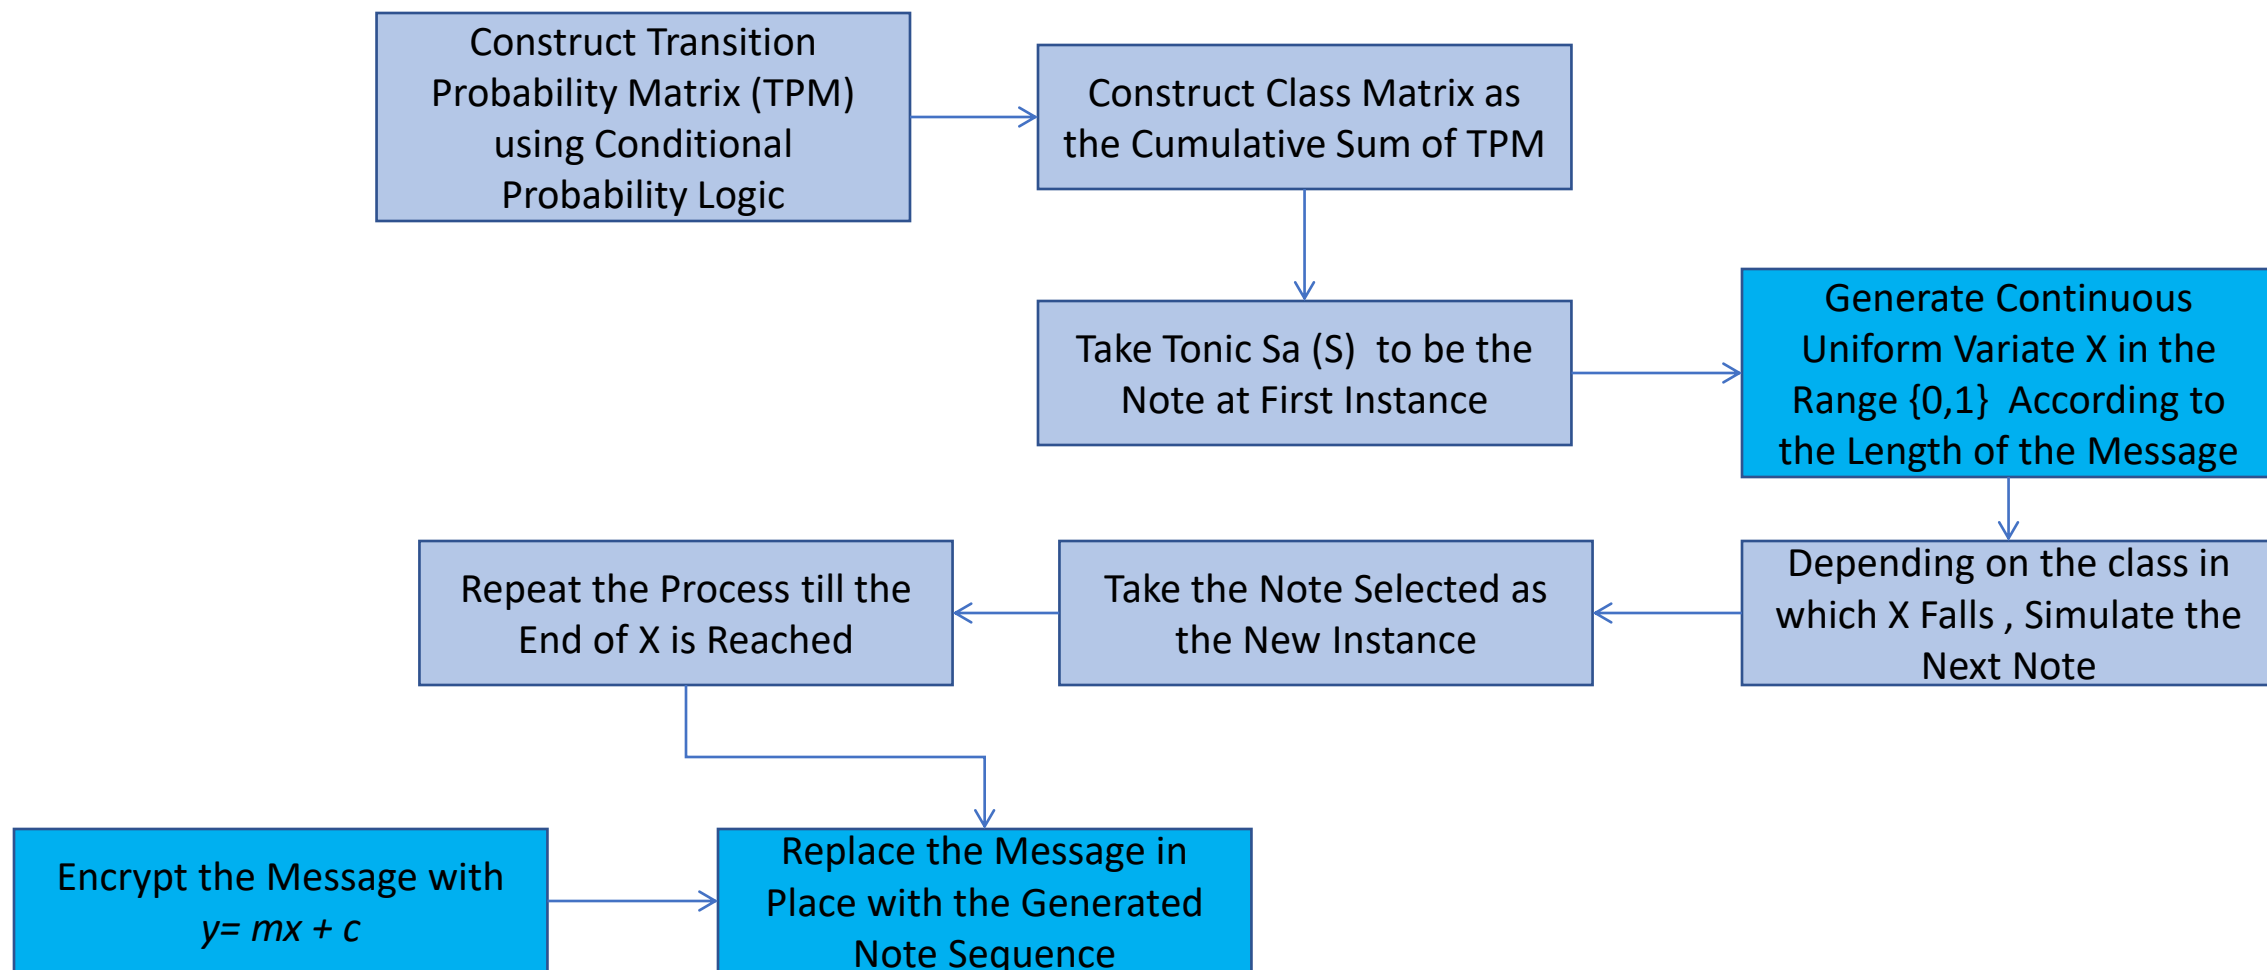 Construct Transition
Probability Matrix (TPM)
using Conditional
Probability Logic
Construct Class Matrix as
the Cumulative Sum of TPM
Take Tonic Sa (S)  to be the
Note at First Instance
Generate Continuous
Uniform Variate X in the
Range {0,1}  According to
the Length of the Message
Depending on the class in
which X Falls , Simulate the
Next Note
Take the Note Selected as
the New Instance
Repeat the Process till the
End of X is Reached
Encrypt the Message with
y= mx + c
Replace the Message in
Place with the Generated
Note Sequence